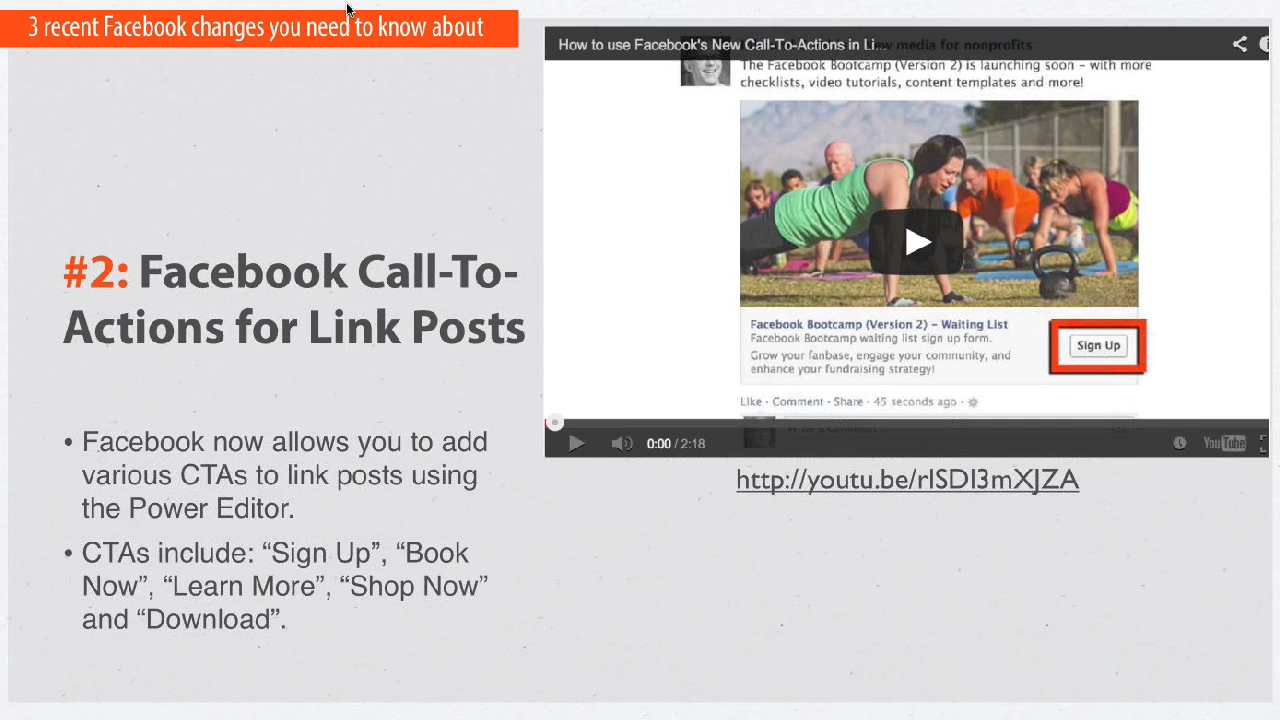 3 recent Facebook changes you need to know about
How to use Facebook's New Call-To-Actions in Li...
The Facebook Bootcamp (Version 2) is launching soon – with more
checklists, video tutorials, content templates and more!
#2: Facebook Call-To-
Actions for Link Posts
Facebook Bootcamp (Version 2) – Waiting List
Facebook Bootcamp waiting list sign up form.
Grow your fanbase, engage your community, and
enhance your fundraising strategy!
Sign Up
Like · Comment · Share · 45 seconds ago ·
0:00 / 2:18
YouTube
http://youtu.be/rlSDl3mXJZA
• Facebook now allows you to add
various CTAs to link posts using
the Power Editor.
• CTAs include: “Sign Up”, “Book
Now”, “Learn More”, “Shop Now”
and “Download”.